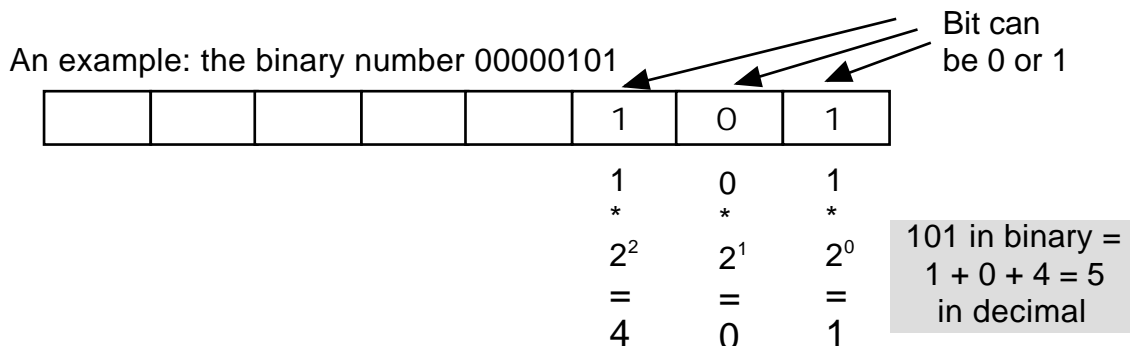 Bit can
be 0 or 1
An example: the binary number 00000101
1 0 1
1 0 1
* * *
2² 2¹ 2⁰
= = =
4 0 1
101 in binary =
1 + 0 + 4 = 5
in decimal